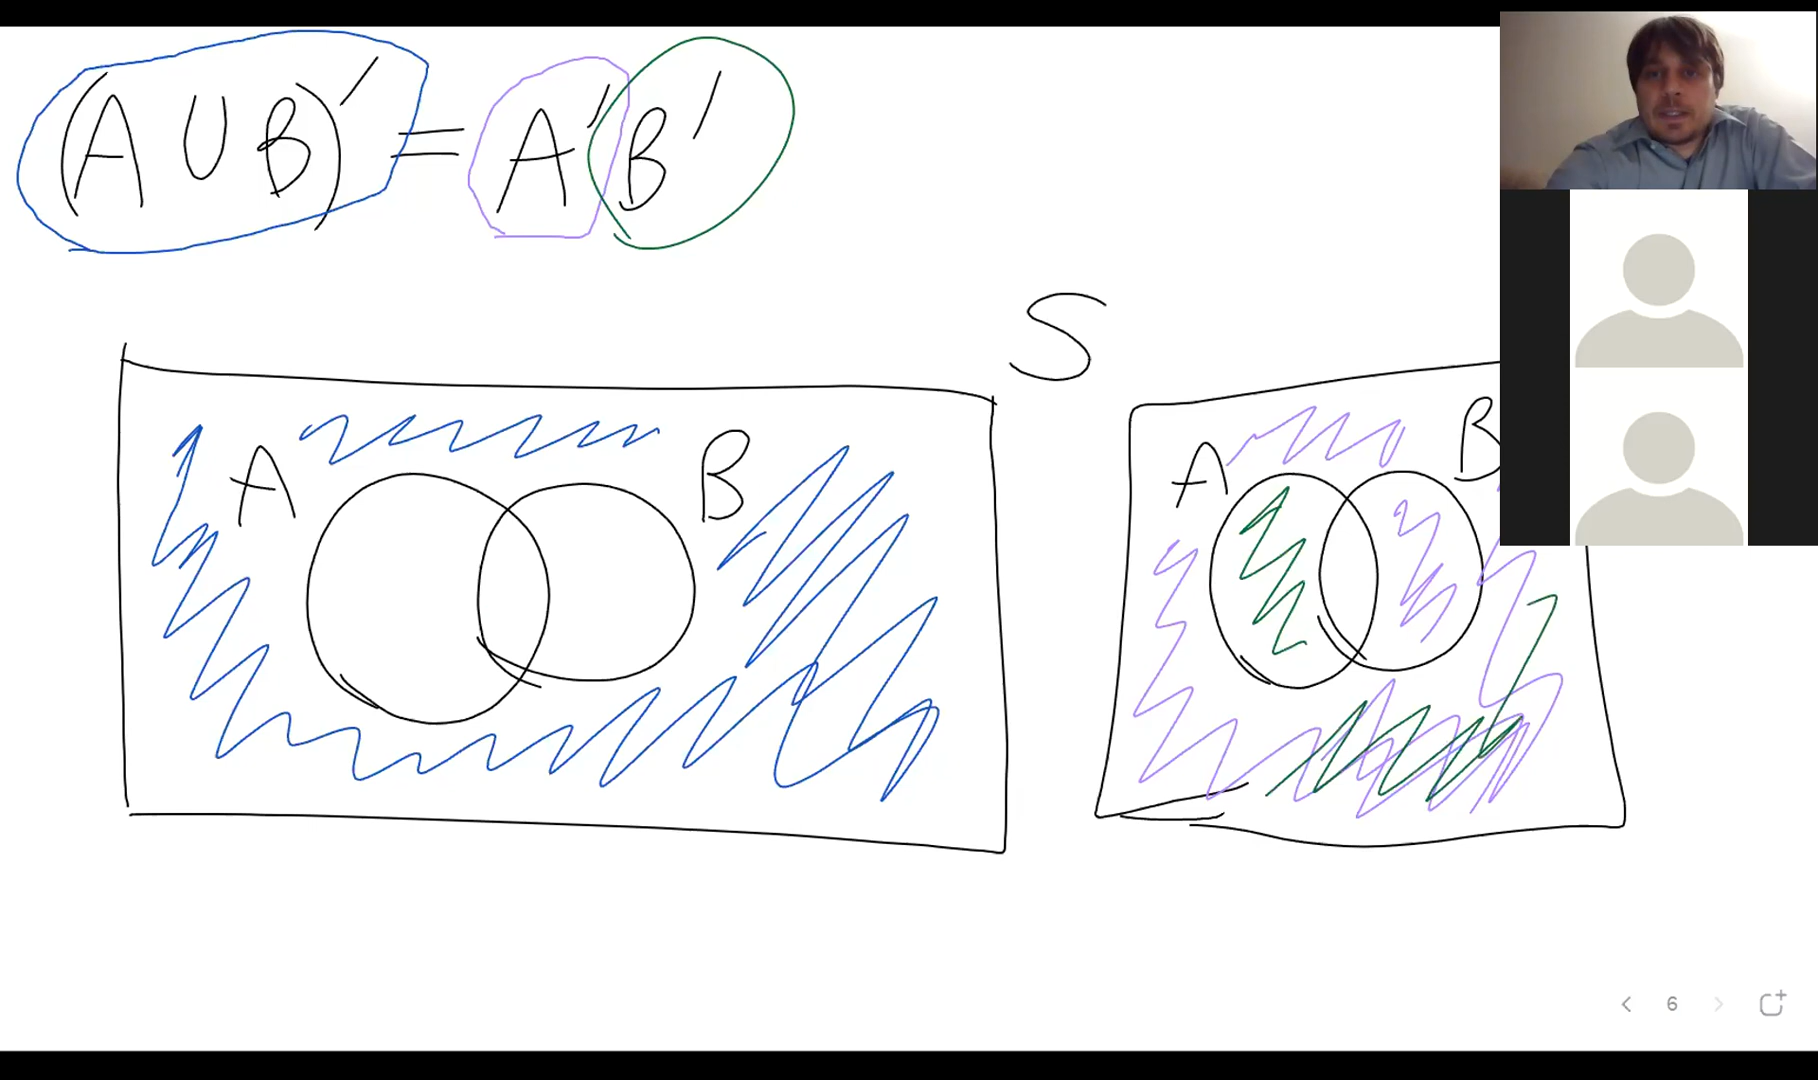 (A ∪ B)' = A'B'
S
A B
A B
6